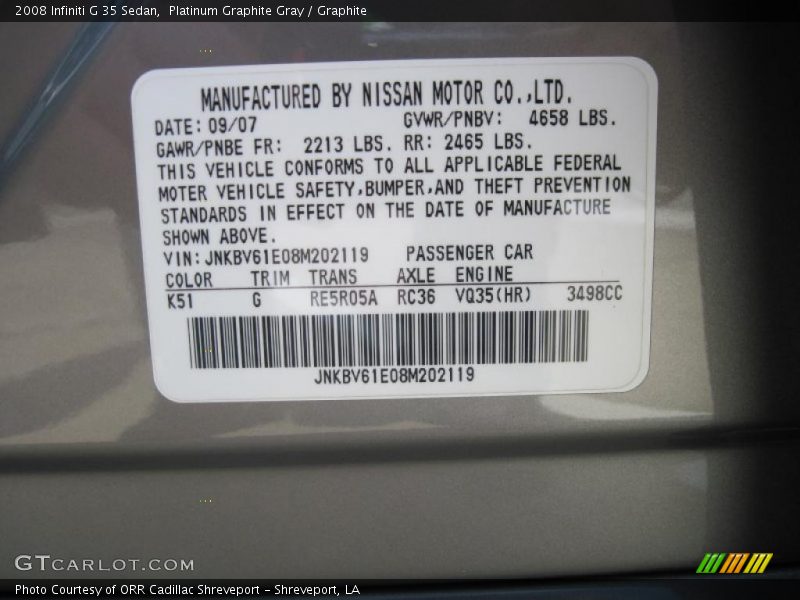 2008 Infiniti G 35 Sedan,  Platinum Graphite Gray / Graphite
MANUFACTURED BY NISSAN MOTOR CO.,LTD.
DATE: 09/07 GVWR/PNBV: 4658 LBS.
GAWR/PNBE FR: 2213 LBS. RR: 2465 LBS.
THIS VEHICLE CONFORMS TO ALL APPLICABLE FEDERAL
MOTER VEHICLE SAFETY,BUMPER,AND THEFT PREVENTION
STANDARDS IN EFFECT ON THE DATE OF MANUFACTURE
SHOWN ABOVE.
VIN: JNKBV61E08M202119 PASSENGER CAR
COLOR TRIM TRANS AXLE ENGINE
K51 G RE5R05A RC36 VQ35(HR) 3498CC
JNKBV61E08M202119
GTCARLOT.COM
Photo Courtesy of ORR Cadillac Shreveport - Shreveport, LA